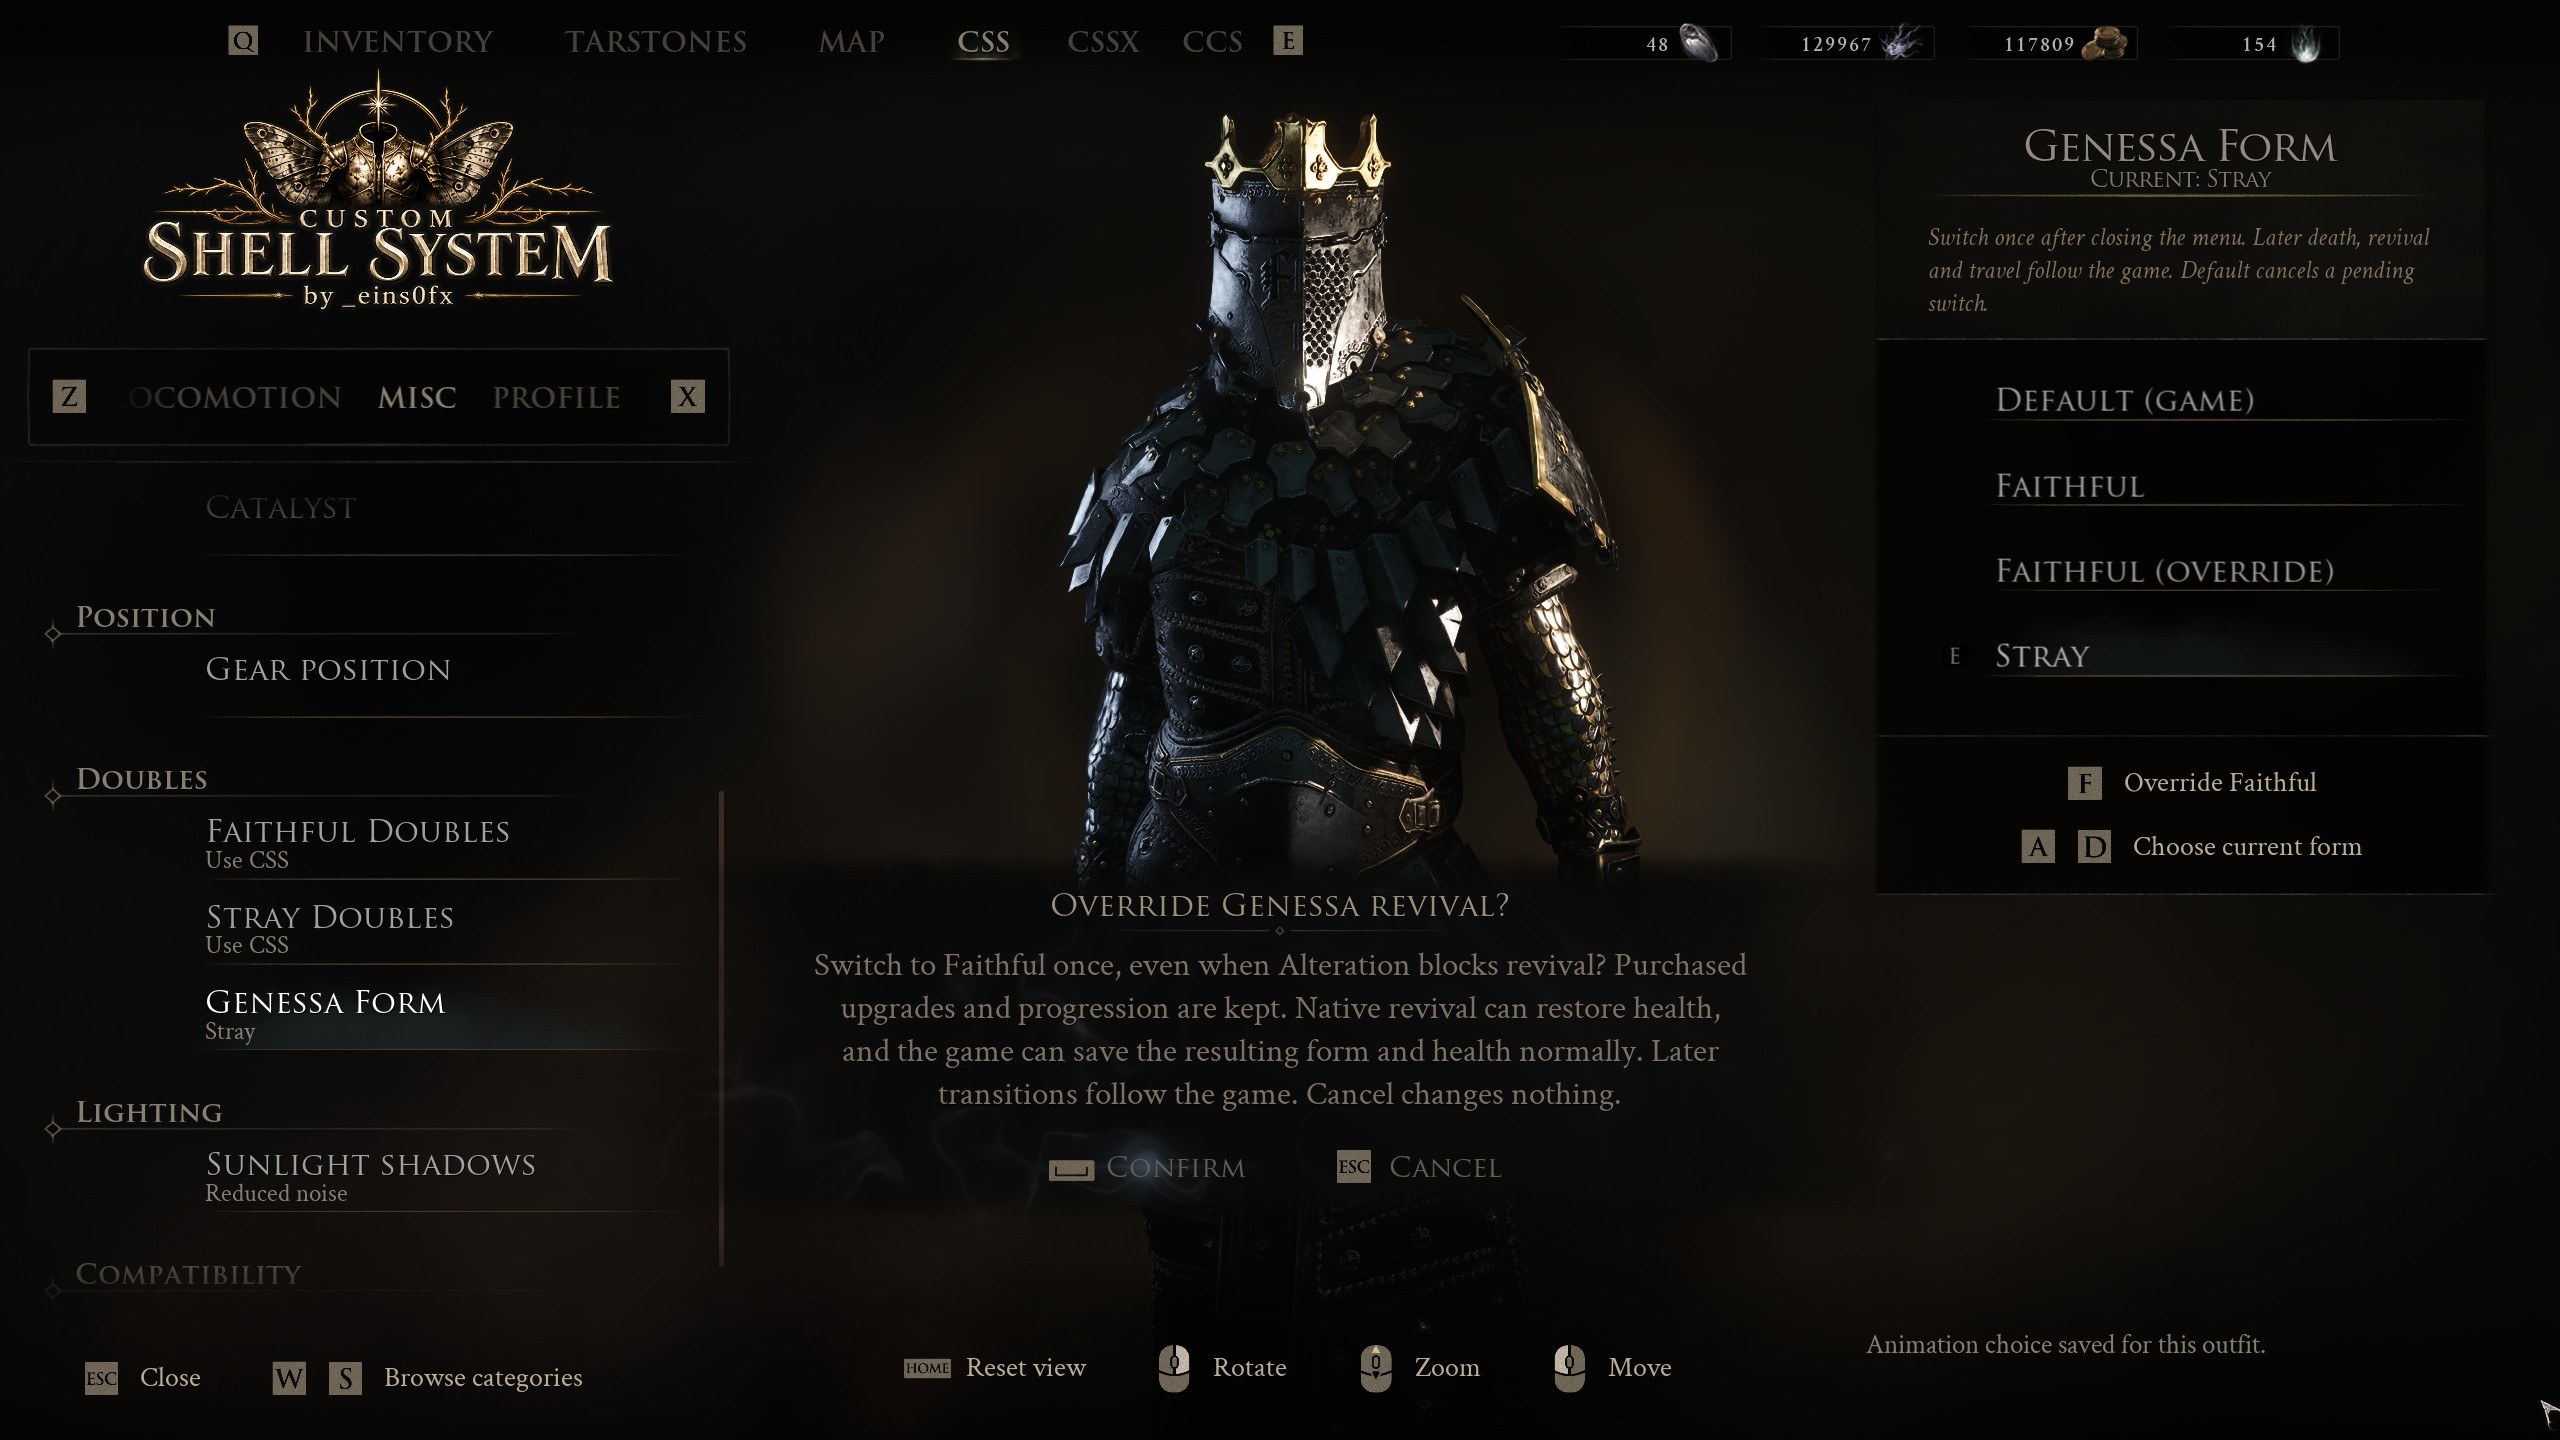 Q INVENTORY TARSTONES MAP CSS CSSX CCS E
48 129967 117809 154
CUSTOM
SHELL SYSTEM
by _eins0fx
Z OCOMOTION MISC PROFILE X
CATALYST
POSITION
GEAR POSITION
DOUBLES
FAITHFUL DOUBLES
Use CSS
STRAY DOUBLES
Use CSS
GENESSA FORM
Stray
LIGHTING
SUNLIGHT SHADOWS
Reduced noise
COMPATIBILITY
ESC Close W S Browse categories
OVERRIDE GENESSA REVIVAL?
Switch to Faithful once, even when Alteration blocks revival? Purchased
upgrades and progression are kept. Native revival can restore health,
and the game can save the resulting form and health normally. Later
transitions follow the game. Cancel changes nothing.
CONFIRM ESC CANCEL
HOME Reset view Rotate Zoom Move
GENESSA FORM
CURRENT: STRAY
Switch once after closing the menu. Later death, revival
and travel follow the game. Default cancels a pending
switch.
DEFAULT (GAME)
FAITHFUL
FAITHFUL (OVERRIDE)
E STRAY
F Override Faithful
A D Choose current form
Animation choice saved for this outfit.